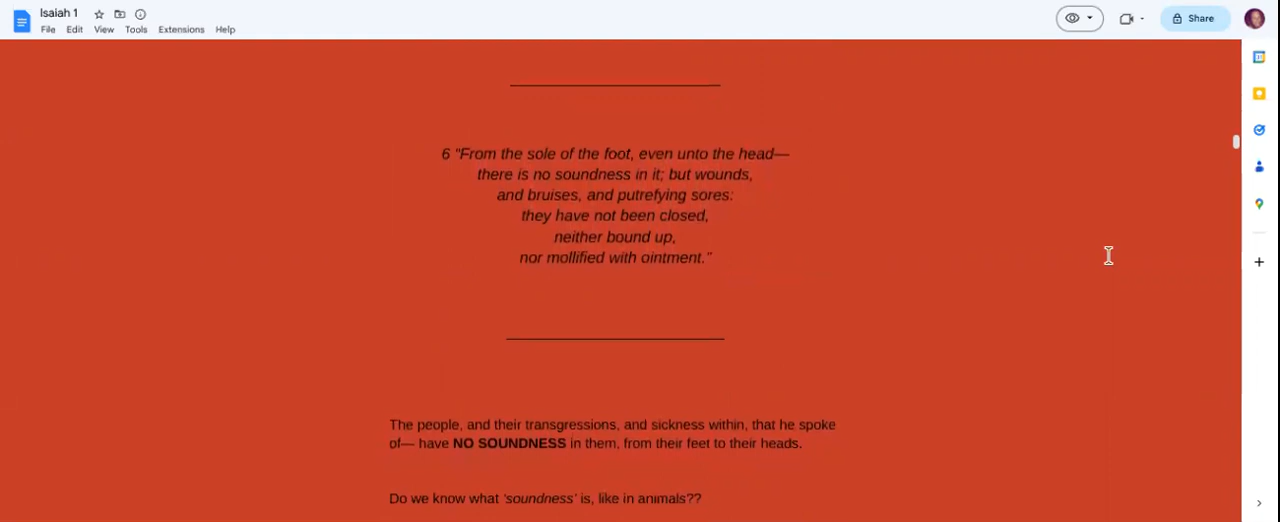 Isaiah 1
File Edit View Tools Extensions Help
Share
6 "From the sole of the foot, even unto the head—
there is no soundness in it; but wounds,
and bruises, and putrefying sores:
they have not been closed,
neither bound up,
nor mollified with ointment."
The people, and their transgressions, and sickness within, that he spoke
of— have NO SOUNDNESS in them, from their feet to their heads.
Do we know what 'soundness' is, like in animals??